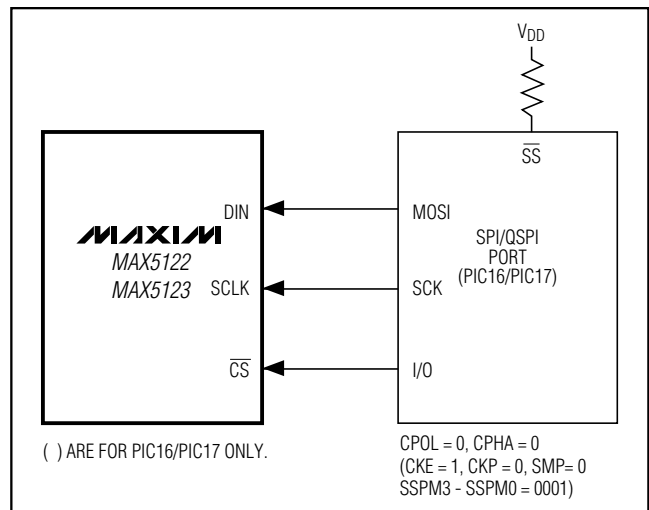 VDD
SS
DIN
MOSI
MAXIM
SPI/QSPI
PORT
(PIC16/PIC17)
MAX5122
MAX5123
SCLK
SCK
CS
I/O
( ) ARE FOR PIC16/PIC17 ONLY.
CPOL = 0, CPHA = 0
(CKE = 1, CKP = 0, SMP= 0
SSPM3 - SSPM0 = 0001)